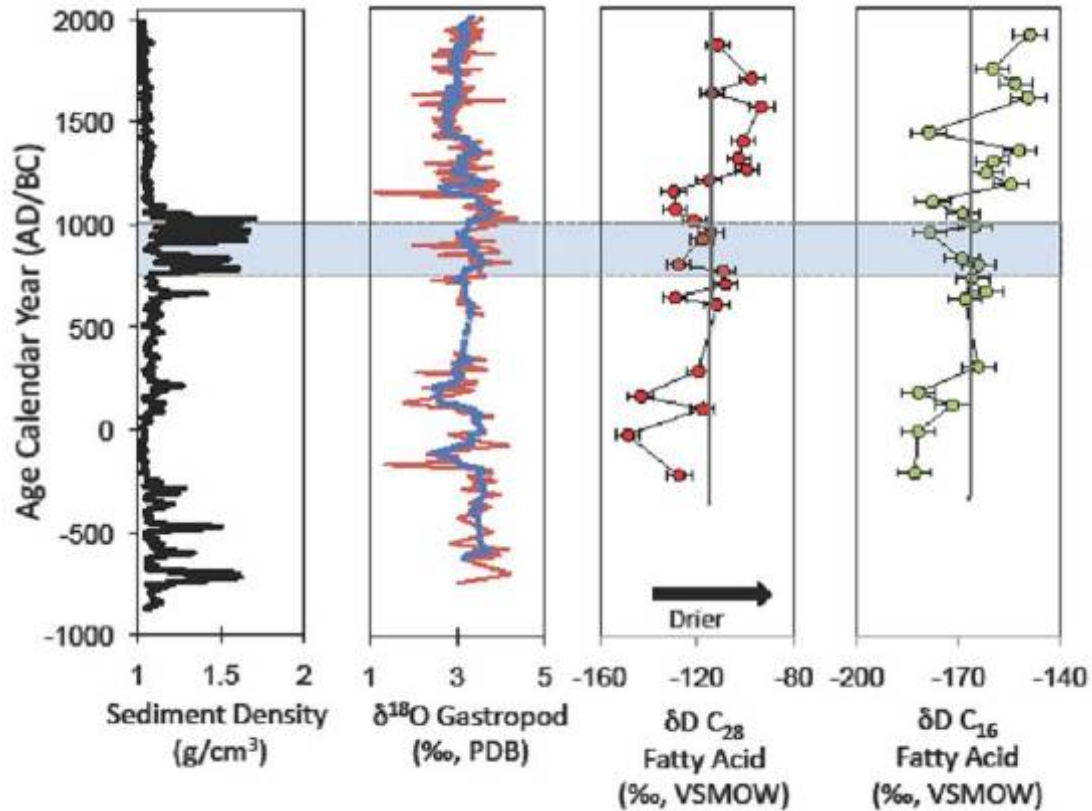 Age Calendar Year (AD/BC)
2000
1500
1000
500
0
-500
-1000
1 1.5 2
Sediment Density
(g/cm³)
1 3 5
δ¹⁸O Gastropod
(‰, PDB)
Drier
-160 -120 -80
δD C₂₈
Fatty Acid
(‰, VSMOW)
-200 -170 -140
δD C₁₆
Fatty Acid
(‰, VSMOW)